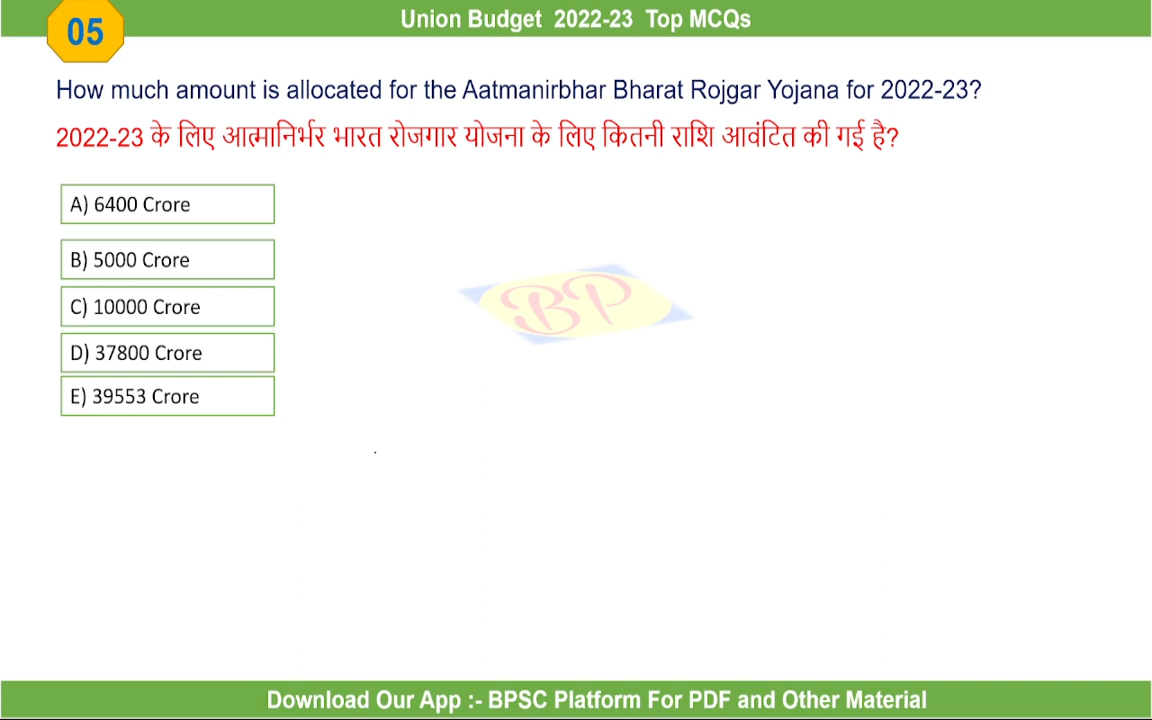 Union Budget 2022-23 Top MCQs
05
How much amount is allocated for the Aatmanirbhar Bharat Rojgar Yojana for 2022-23?
2022-23 के लिए आत्मानिर्भर भारत रोजगार योजना के लिए कितनी राशि आवंटित की गई है?
A) 6400 Crore
B) 5000 Crore
C) 10000 Crore
D) 37800 Crore
E) 39553 Crore
BP
Download Our App :- BPSC Platform For PDF and Other Material